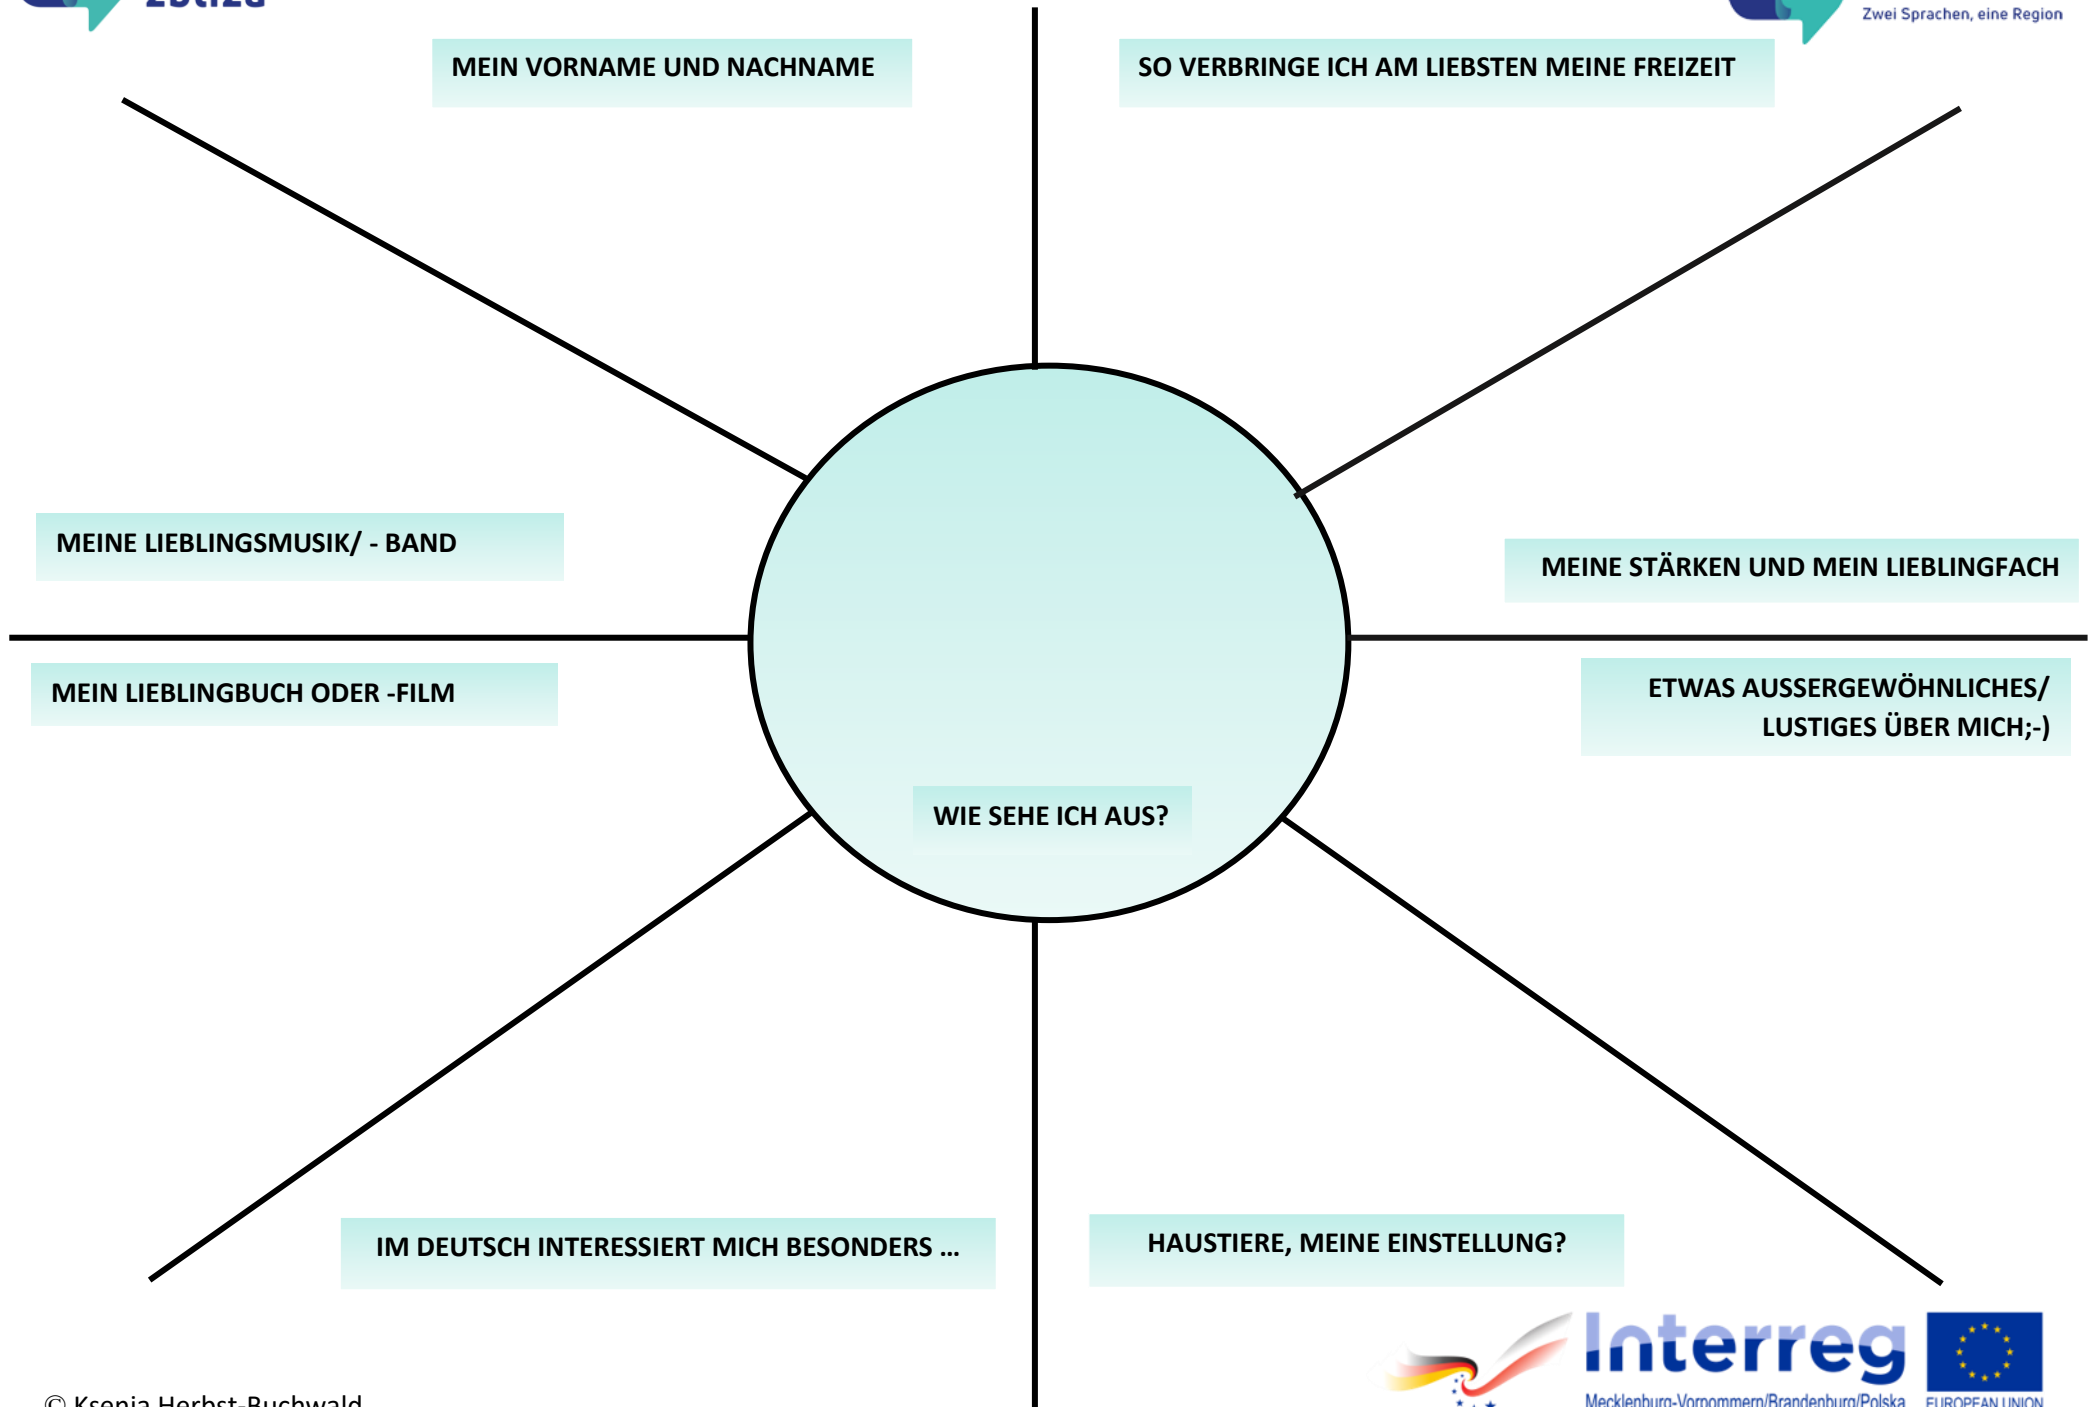 Zwei Sprachen, eine Region
MEIN VORNAME UND NACHNAME
SO VERBRINGE ICH AM LIEBSTEN MEINE FREIZEIT
MEINE LIEBLINGSMUSIK/ - BAND
MEINE STÄRKEN UND MEIN LIEBLINGFACH
MEIN LIEBLINGBUCH ODER -FILM
ETWAS AUSSERGEWÖHNLICHES/
LUSTIGES ÜBER MICH;-)
WIE SEHE ICH AUS?
IM DEUTSCH INTERESSIERT MICH BESONDERS …
HAUSTIERE, MEINE EINSTELLUNG?
Interreg
Mecklenburg-Vorpommern/Brandenburg/Polska
EUROPEAN UNION
© Ksenia Herbst-Buchwald